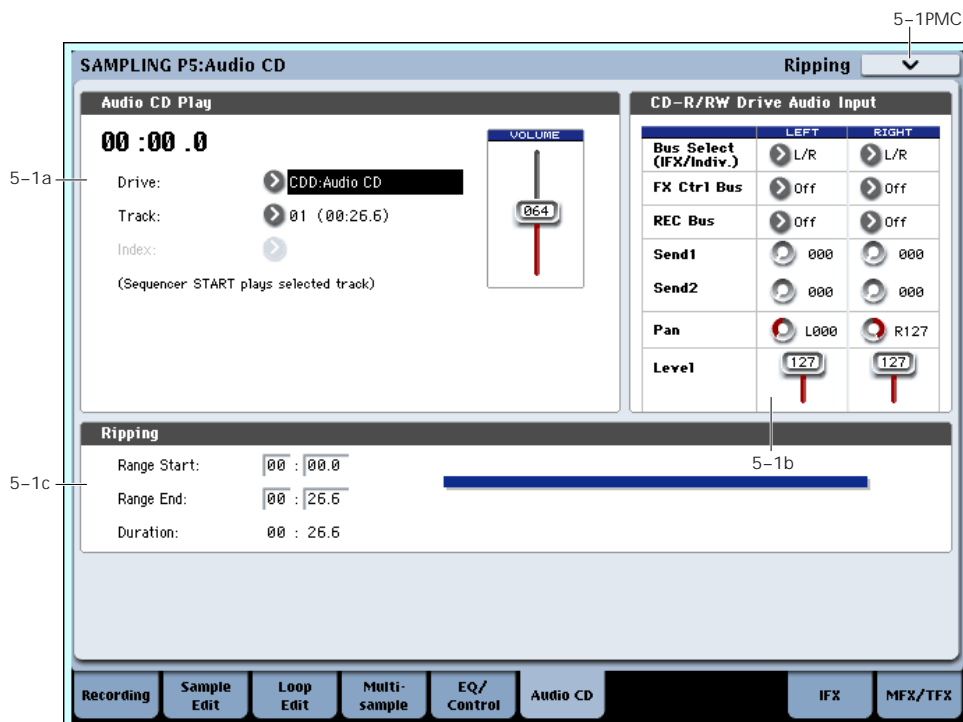 5-1PMC
SAMPLING P5:Audio CD
Ripping
Audio CD Play
00 :00 .0
VOLUME
064
5-1a
Drive: CDD:Audio CD
Track: 01 (00:26.6)
Index:
(Sequencer START plays selected track)
CD-R/RW Drive Audio Input
LEFT RIGHT
Bus Select
(IFX/Indiv.) L/R L/R
FX Ctrl Bus Off Off
REC Bus Off Off
Send1 000 000
Send2 000 000
Pan L000 R127
Level 127 127
5-1b
Ripping
5-1c
Range Start: 00 : 00.0
Range End: 00 : 26.6
Duration: 00 : 26.6
Recording
Sample
Edit
Loop
Edit
Multi-
sample
EQ/
Control
Audio CD
IFX
MFX/TFX